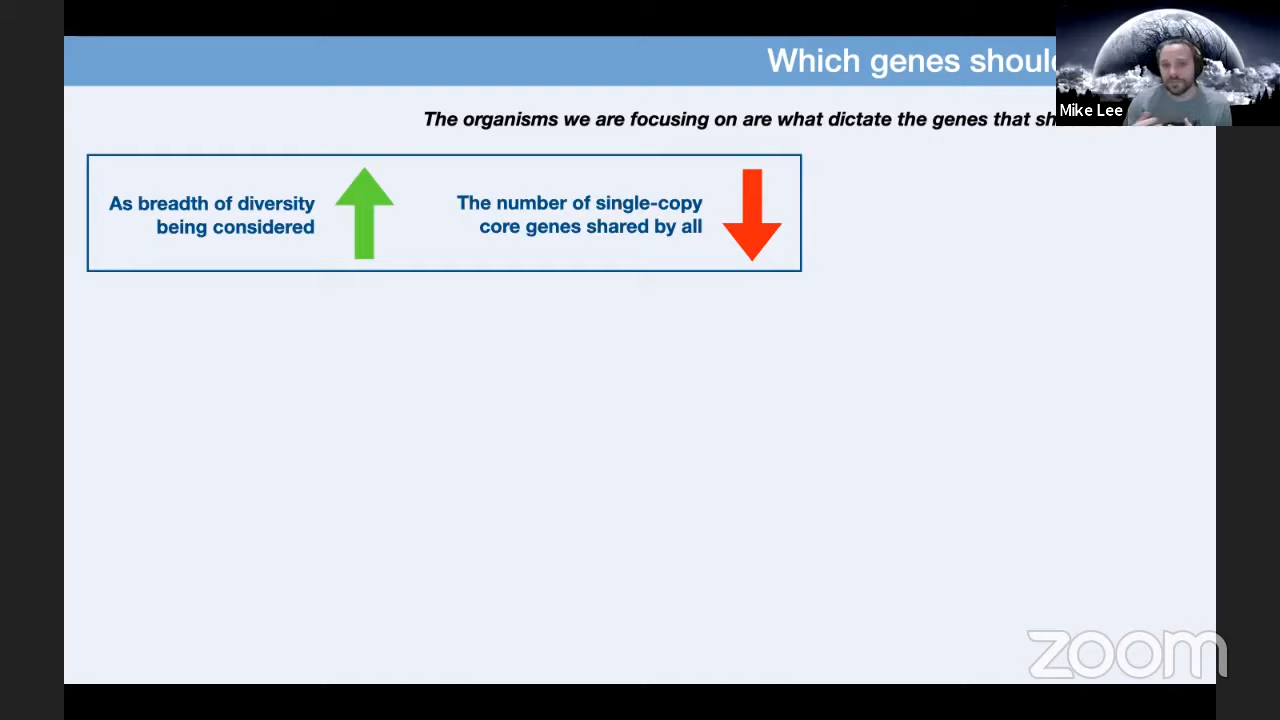 Which genes shoul
Mike Lee
The organisms we are focusing on are what dictate the genes that sh
As breadth of diversity
being considered
The number of single-copy
core genes shared by all
zoom